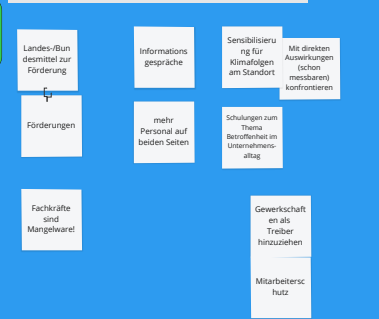 Landes-/Bun
desmittel zur
Förderung
Informations
gespräche
Sensibilisieru
ng für
Klimafolgen
am Standort
Mit direkten
Auswirkungen
(schon
messbaren)
konfrontieren
Förderungen
mehr
Personal auf
beiden Seiten
Schulungen zum
Thema
Betroffenheit im
Unternehmens-
alltag
Fachkräfte
sind
Mangelware!
Gewerkschaft
en als
Treiber
hinzuziehen
Mitarbeitersc
hutz